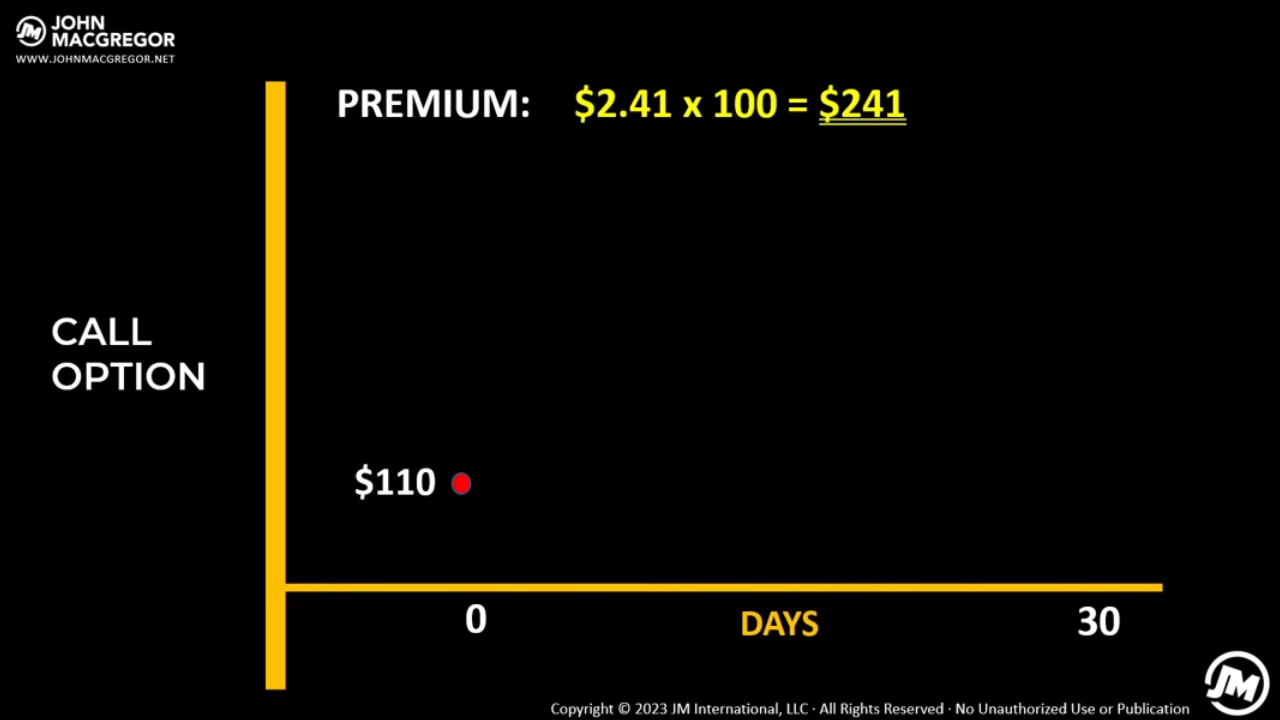 JM JOHN
MACGREGOR
WWW.JOHNMACGREGOR.NET
PREMIUM: $2.41 x 100 = $241
CALL
OPTION
$110
0 DAYS 30
JM
Copyright © 2023 JM International, LLC · All Rights Reserved · No Unauthorized Use or Publication